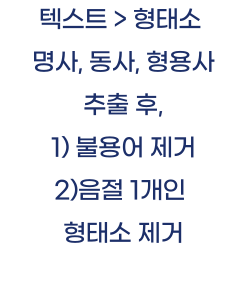 텍스트 > 형태소
명사, 동사, 형용사
추출 후,
1) 불용어 제거
2)음절 1개인
형태소 제거